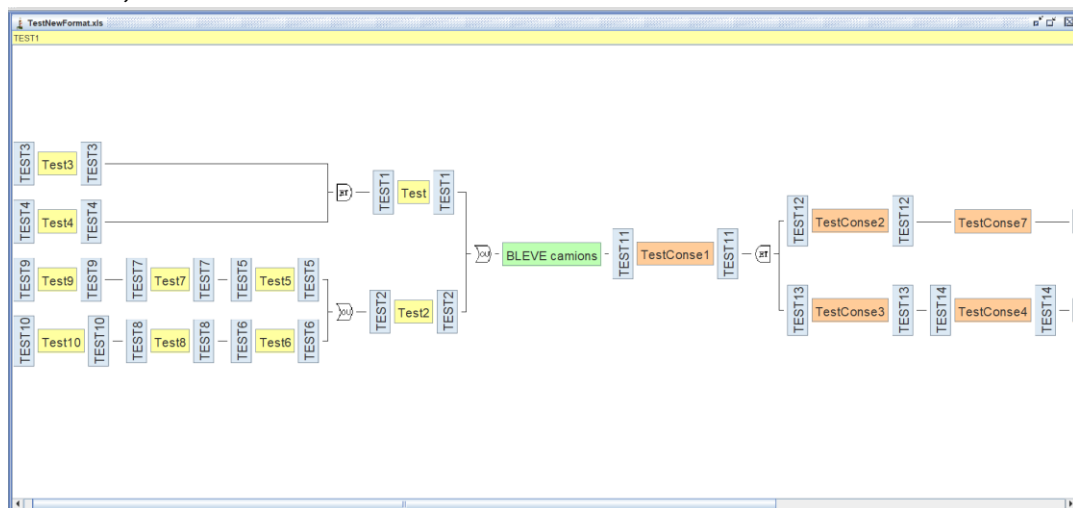 TestNewFormat.xls
TEST1
TEST3 Test3 TEST3
TEST4 Test4 TEST4
ET TEST1 Test TEST1
TEST9 Test9 TEST9 TEST7 Test7 TEST7 TEST5 Test5 TEST5
TEST10 Test10 TEST10 TEST8 Test8 TEST8 TEST6 Test6 TEST6
OU TEST2 Test2 TEST2
OU BLEVE camions TEST11 TestConse1 TEST11 ET
TEST12 TestConse2 TEST12 TestConse7
TEST13 TestConse3 TEST13 TEST14 TestConse4 TEST14